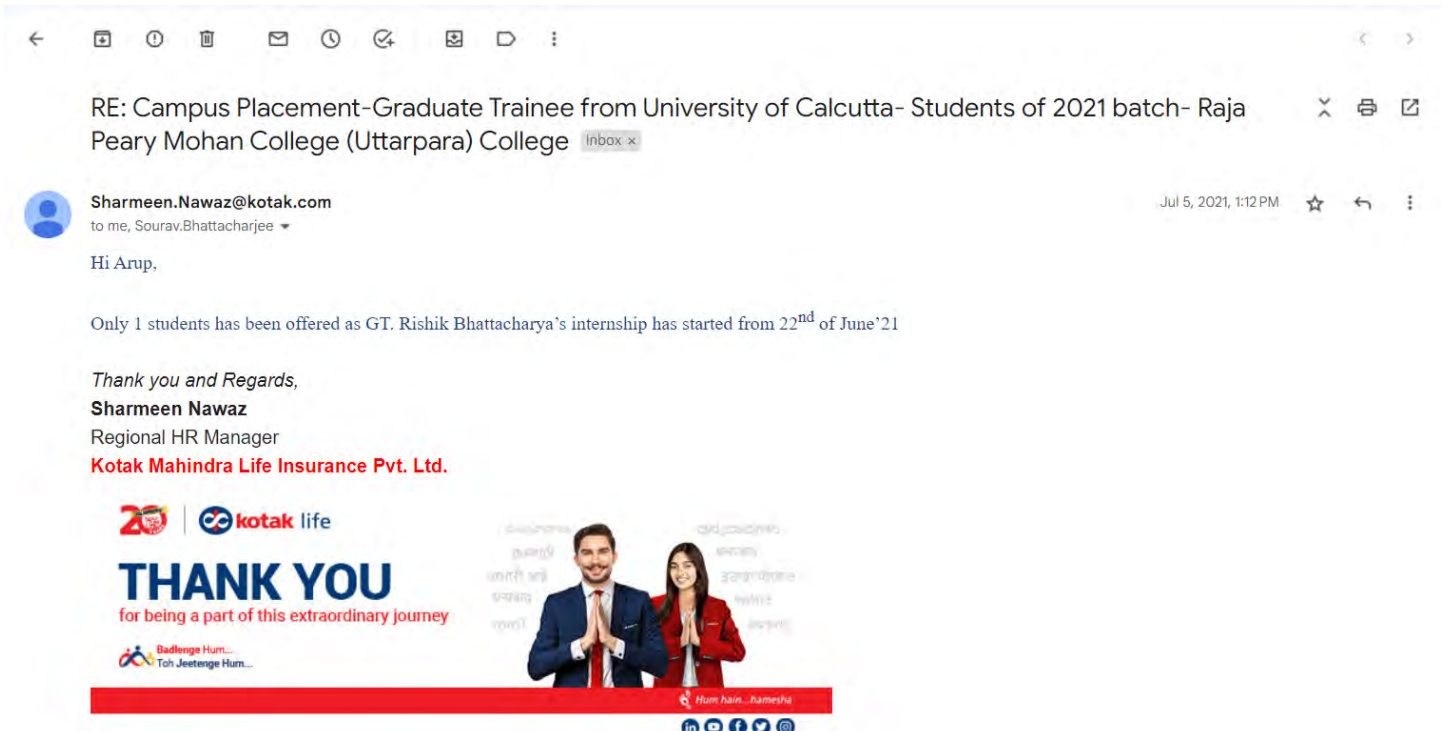 RE: Campus Placement-Graduate Trainee from University of Calcutta- Students of 2021 batch- Raja
Peary Mohan College (Uttarpara) College Inbox ×
Sharmeen.Nawaz@kotak.com
Jul 5, 2021, 1:12 PM
to me, Sourav.Bhattacharjee
Hi Arup,
Only 1 students has been offered as GT. Rishik Bhattacharya's internship has started from 22nd of June'21
Thank you and Regards,
Sharmeen Nawaz
Regional HR Manager
Kotak Mahindra Life Insurance Pvt. Ltd.
20 kotak life
THANK YOU
for being a part of this extraordinary journey
Badlenge Hum...
Toh Jeetenge Hum...
Hum hain...hamesha